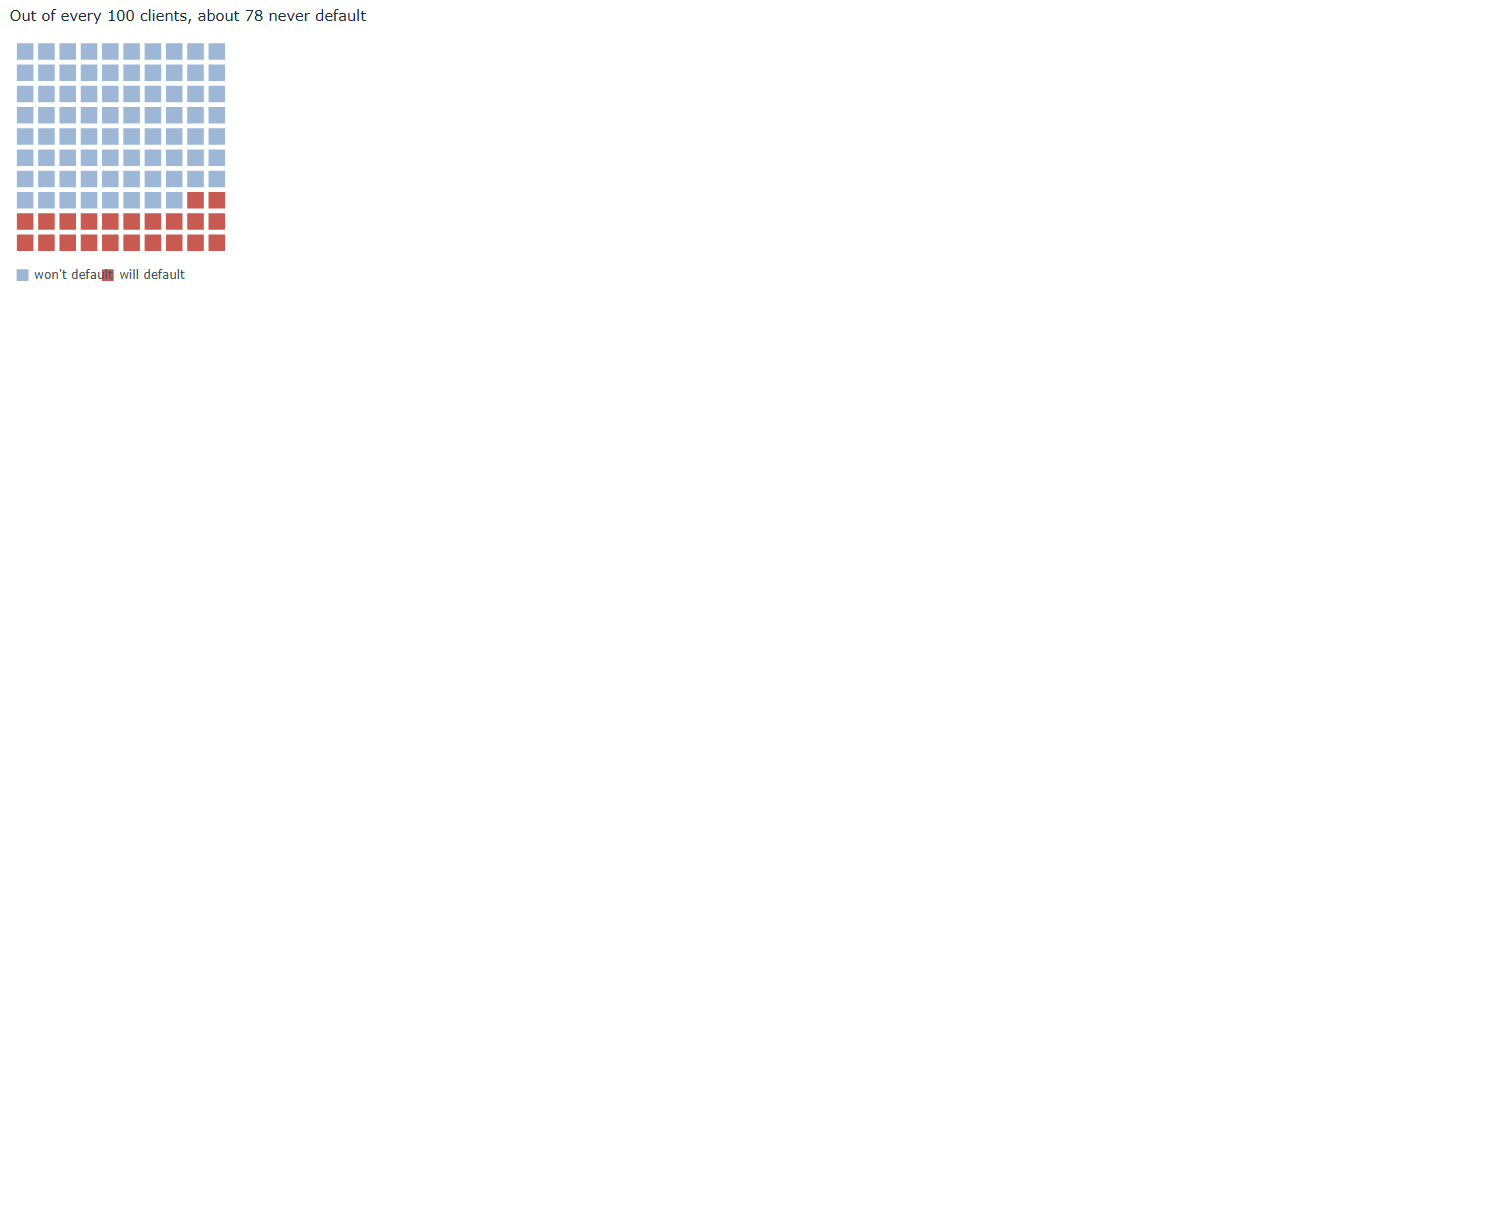 Out of every 100 clients, about 78 never default
won't default will default